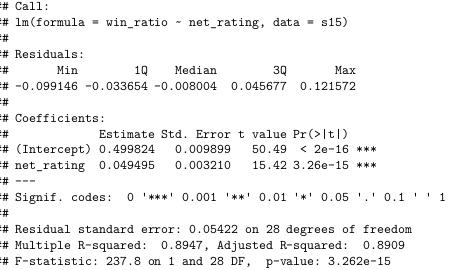 ## Call:
## lm(formula = win_ratio ~ net_rating, data = s15)
##
## Residuals:
##       Min        1Q    Median        3Q       Max
## -0.099146 -0.033654 -0.008004  0.045677  0.121572
##
## Coefficients:
##             Estimate Std. Error t value Pr(>|t|)
## (Intercept) 0.499824   0.009899   50.49  < 2e-16 ***
## net_rating  0.049495   0.003210   15.42 3.26e-15 ***
## ---
## Signif. codes:  0 '***' 0.001 '**' 0.01 '*' 0.05 '.' 0.1 ' ' 1
##
## Residual standard error: 0.05422 on 28 degrees of freedom
## Multiple R-squared:  0.8947, Adjusted R-squared:  0.8909
## F-statistic: 237.8 on 1 and 28 DF,  p-value: 3.262e-15